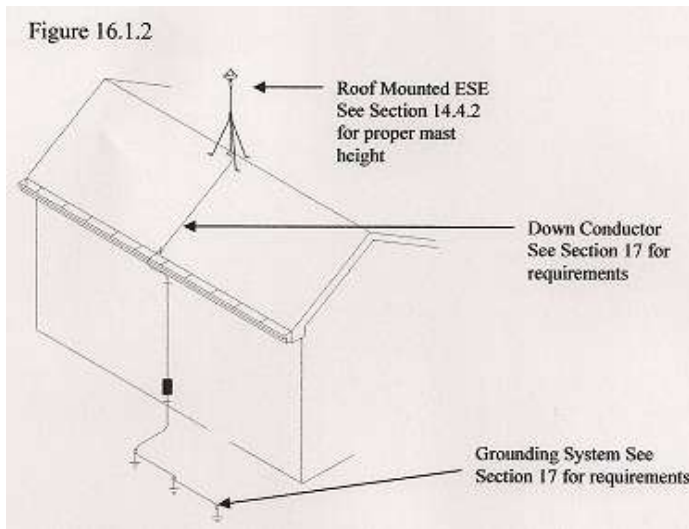 Figure 16.1.2
Roof Mounted ESE
See Section 14.4.2
for proper mast
height
Down Conductor
See Section 17 for
requirements
Grounding System See
Section 17 for requirements